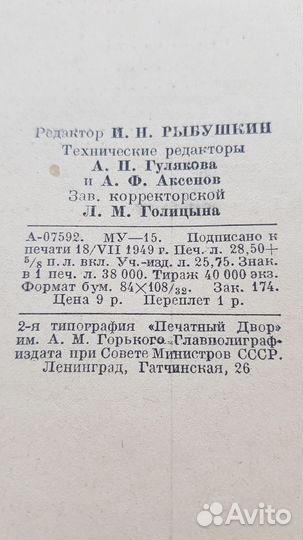 Редактор И. Н. РЫБУШКИН
Технические редакторы
А. П. Гулякова
и А. Ф. Аксенов
Зав. корректорской
Л. М. Голицына
А-07592. МУ—15. Подписано к
печати 18/VII 1949 г. Печ. л. 28,50+
5/8 п. л. вкл. Уч.-изд. л. 25,75. Знак.
в 1 печ. л. 38 000. Тираж 40 000 экз.
Формат бум. 84×108/32. Зак. 174.
Цена 9 р. Переплет 1 р.
2-я типография «Печатный Двор»
им. А. М. Горького Главполиграф-
издата при Совете Министров СССР.
Ленинград, Гатчинская, 26
Avito